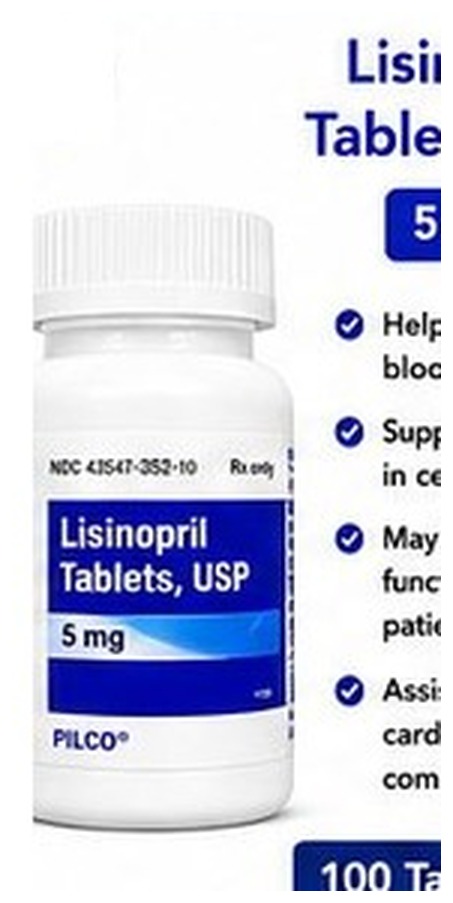 Lisin
Table
5
NDC 43547-352-10 Rx only
Lisinopril
Tablets, USP
5 mg
PILCO®
Help
bloo
Supp
in ce
May
func
patie
Assis
card
com
100 Ta